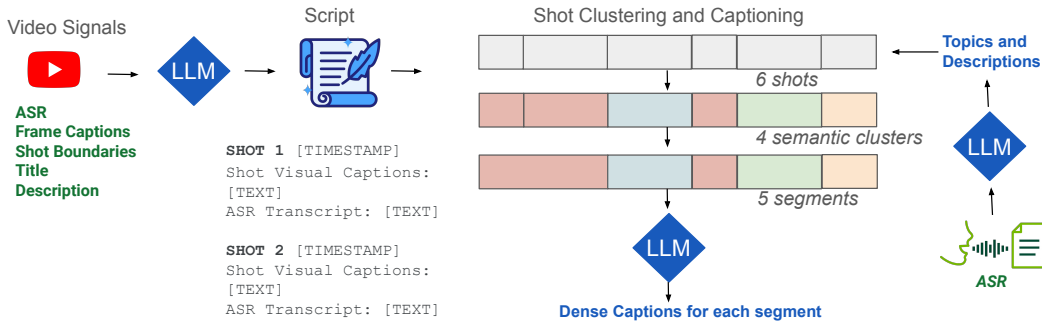 Video Signals
LLM
ASR
Frame Captions
Shot Boundaries
Title
Description
Script
SHOT 1 [TIMESTAMP]
Shot Visual Captions:
[TEXT]
ASR Transcript: [TEXT]
SHOT 2 [TIMESTAMP]
Shot Visual Captions:
[TEXT]
ASR Transcript: [TEXT]
Shot Clustering and Captioning
6 shots
4 semantic clusters
5 segments
LLM
Dense Captions for each segment
Topics and
Descriptions
LLM
ASR